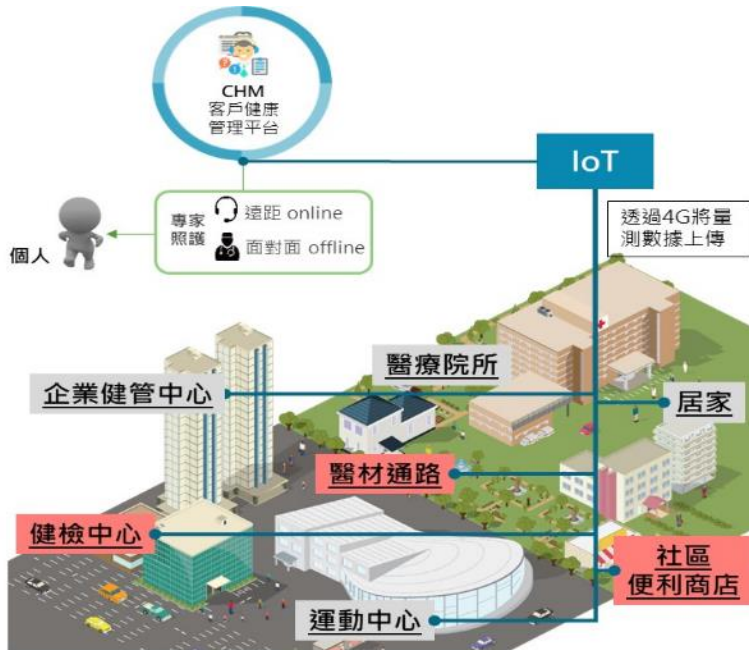 CHM
客戶健康
管理平台
IoT
專家
照護
遠距 online
面對面 offline
個人
透過4G將量
測數據上傳
醫療院所
企業健管中心
居家
醫材通路
健檢中心
社區
便利商店
運動中心